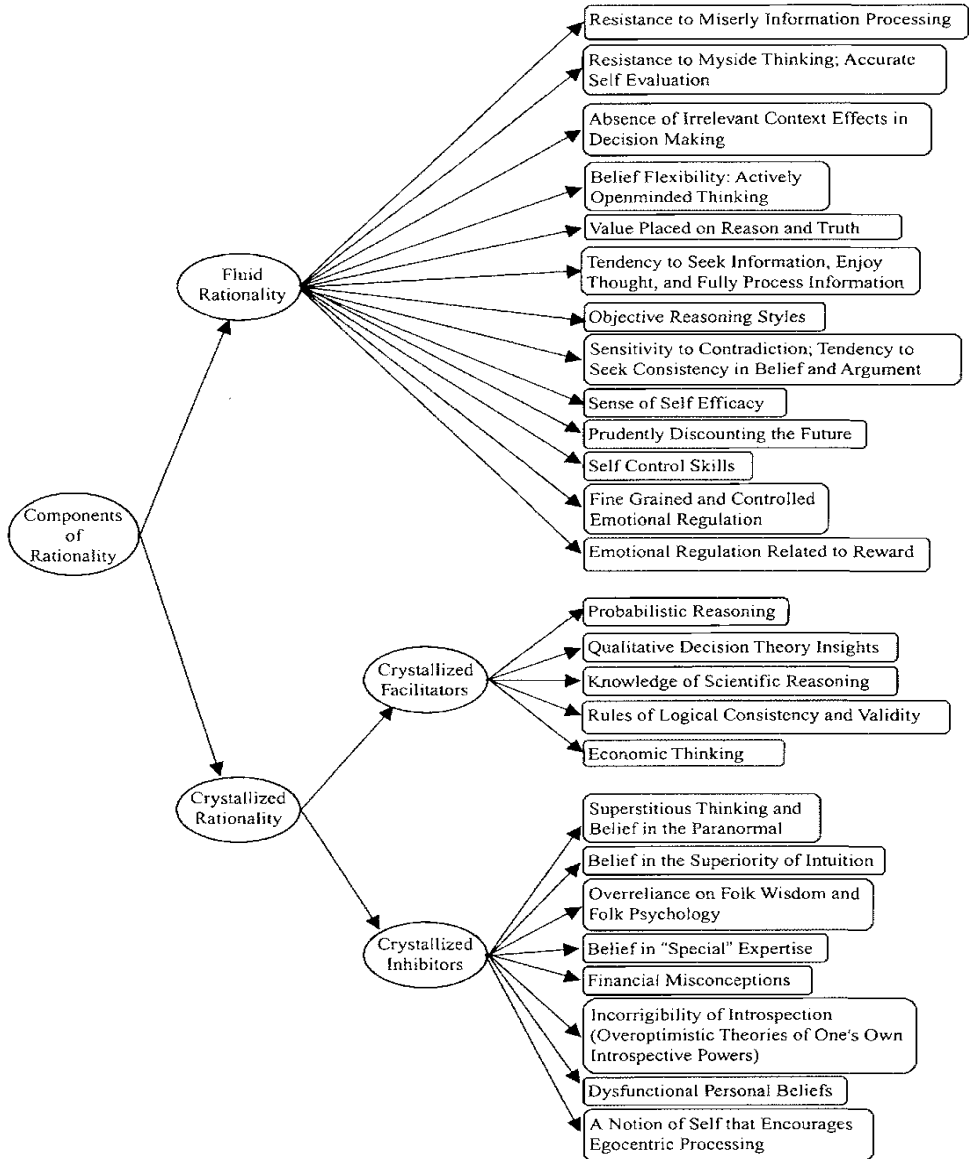 Resistance to Miserly Information Processing
Resistance to Myside Thinking; Accurate
Self Evaluation
Absence of Irrelevant Context Effects in
Decision Making
Belief Flexibility: Actively
Openminded Thinking
Value Placed on Reason and Truth
Fluid
Rationality
Tendency to Seek Information, Enjoy
Thought, and Fully Process Information
Objective Reasoning Styles
Sensitivity to Contradiction; Tendency to
Seek Consistency in Belief and Argument
Sense of Self Efficacy
Prudently Discounting the Future
Self Control Skills
Fine Grained and Controlled
Emotional Regulation
Emotional Regulation Related to Reward
Components
of
Rationality
Probabilistic Reasoning
Qualitative Decision Theory Insights
Crystallized
Facilitators
Knowledge of Scientific Reasoning
Rules of Logical Consistency and Validity
Economic Thinking
Crystallized
Rationality
Superstitious Thinking and
Belief in the Paranormal
Belief in the Superiority of Intuition
Overreliance on Folk Wisdom and
Folk Psychology
Crystallized
Inhibitors
Belief in “Special” Expertise
Financial Misconceptions
Incorrigibility of Introspection
(Overoptimistic Theories of One's Own
Introspective Powers)
Dysfunctional Personal Beliefs
A Notion of Self that Encourages
Egocentric Processing